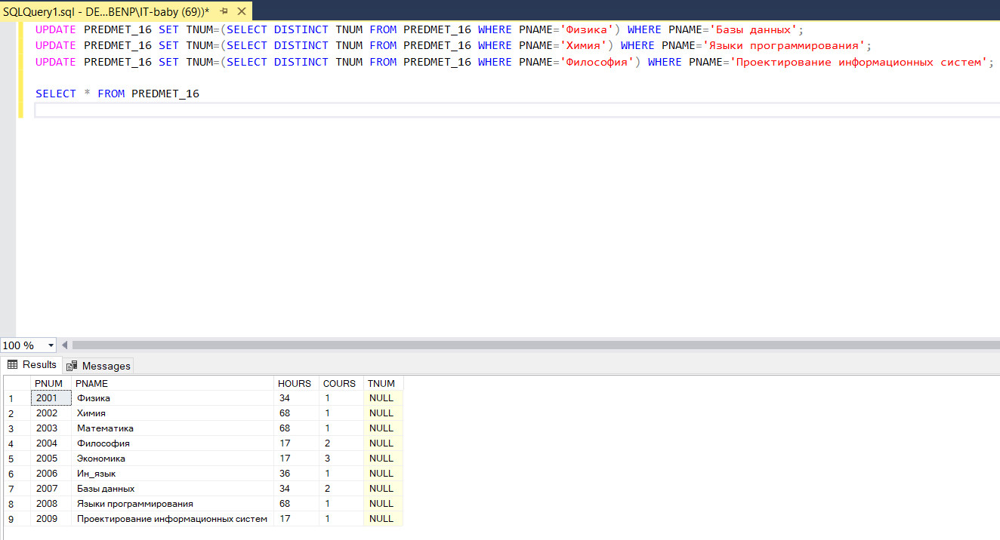 SQLQuery1.sql - DE...BENP\IT-baby (69))*
UPDATE PREDMET_16 SET TNUM=(SELECT DISTINCT TNUM FROM PREDMET_16 WHERE PNAME='Физика') WHERE PNAME='Базы данных';
UPDATE PREDMET_16 SET TNUM=(SELECT DISTINCT TNUM FROM PREDMET_16 WHERE PNAME='Химия') WHERE PNAME='Языки программирования';
UPDATE PREDMET_16 SET TNUM=(SELECT DISTINCT TNUM FROM PREDMET_16 WHERE PNAME='Философия') WHERE PNAME='Проектирование информационных систем';
SELECT * FROM PREDMET_16
100 %
Results Messages
PNUM PNAME HOURS COURS TNUM
1 2001 Физика 34 1 NULL
2 2002 Химия 68 1 NULL
3 2003 Математика 68 1 NULL
4 2004 Философия 17 2 NULL
5 2005 Экономика 17 3 NULL
6 2006 Ин_язык 36 1 NULL
7 2007 Базы данных 34 2 NULL
8 2008 Языки программирования 68 1 NULL
9 2009 Проектирование информационных систем 17 1 NULL